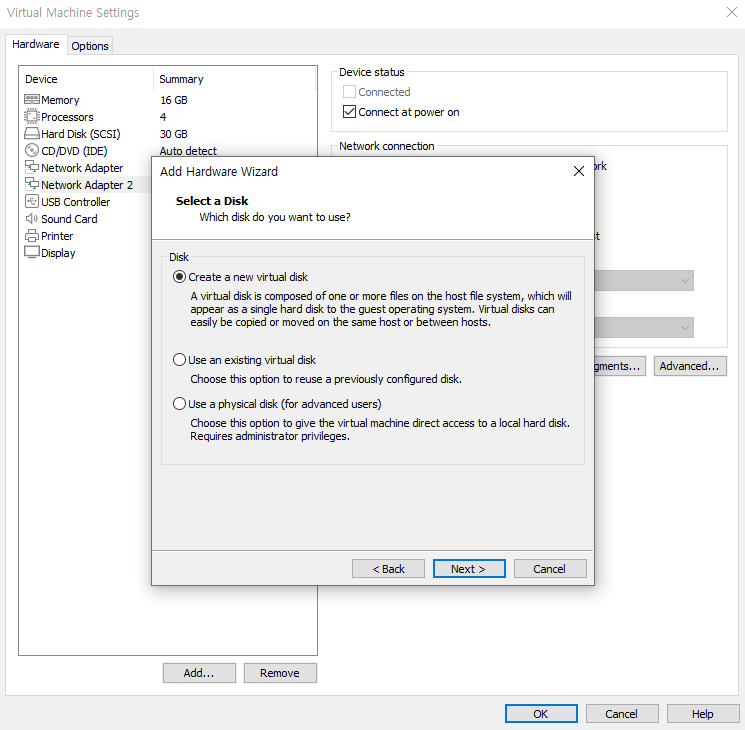 Virtual Machine Settings
Hardware
Options
Device
Summary
Memory
16 GB
Processors
4
Hard Disk (SCSI)
30 GB
CD/DVD (IDE)
Auto detect
Network Adapter
Network Adapter 2
USB Controller
Sound Card
Printer
Display
Device status
Connected
Connect at power on
Network connection
Add Hardware Wizard
Select a Disk
Which disk do you want to use?
Disk
Create a new virtual disk
A virtual disk is composed of one or more files on the host file system, which will
appear as a single hard disk to the guest operating system. Virtual disks can
easily be copied or moved on the same host or between hosts.
Use an existing virtual disk
Choose this option to reuse a previously configured disk.
Use a physical disk (for advanced users)
Choose this option to give the virtual machine direct access to a local hard disk.
Requires administrator privileges.
< Back
Next >
Cancel
Advanced...
Add...
Remove
OK
Cancel
Help